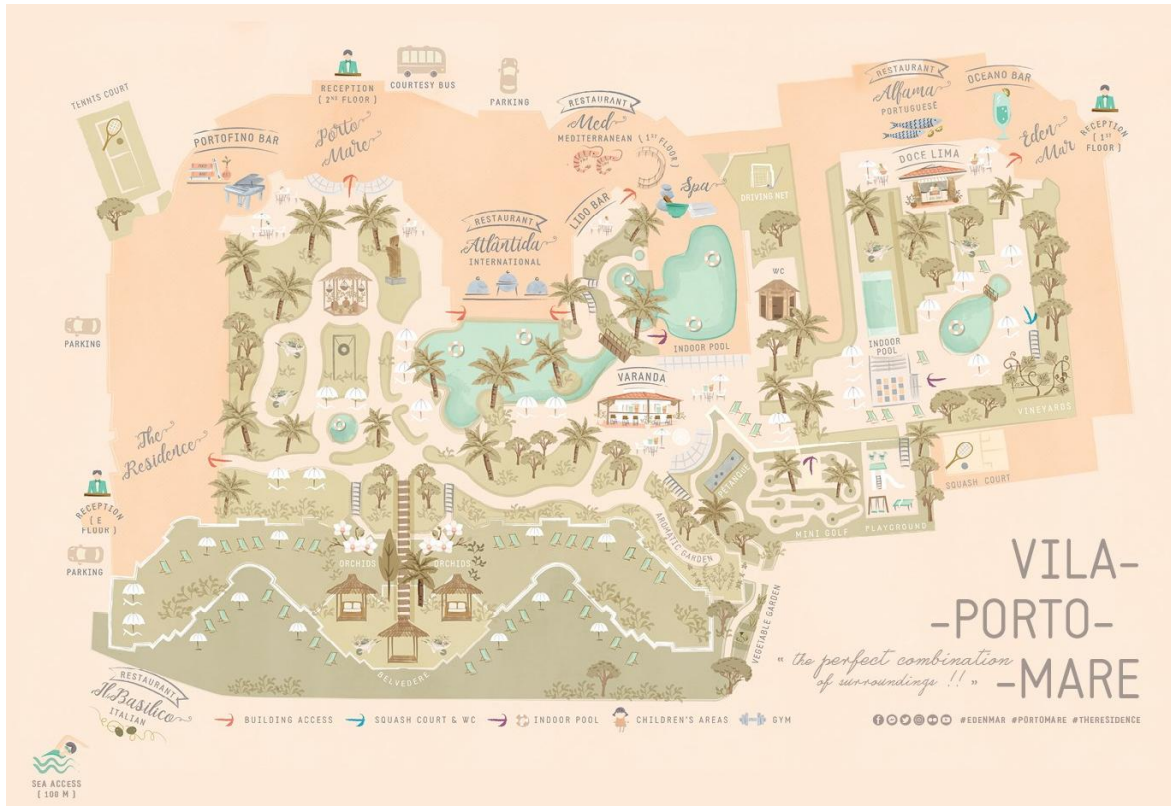 TENNIS COURT
RECEPTION
( 2ND FLOOR )
COURTESY BUS
PARKING
PORTOFINO BAR
Porto
Mare
RESTAURANT
Med
MEDITERRANEAN ( 1ST FLOOR )
RESTAURANT
Alfama
PORTUGUESE
OCEANO BAR
RECEPTION
( 1ST
FLOOR )
Eden
Mar
DOCE LIMA
DRIVING NET
Spa
LIDO BAR
RESTAURANT
Atlântida
INTERNATIONAL
WC
PARKING
INDOOR POOL
INDOOR
POOL
VARANDA
VINEYARDS
The
Residence
RECEPTION
( E
FLOOR )
PARKING
PETANQUE
SQUASH COURT
MINI GOLF
PLAYGROUND
AROMATIC GARDEN
ORCHIDS
ORCHIDS
VEGETABLE GARDEN
BELVEDERE
VILA-
-PORTO-
-MARE
" the perfect combination
of surroundings !! "
RESTAURANT
Il Basilico
ITALIAN
BUILDING ACCESS
SQUASH COURT & WC
INDOOR POOL
CHILDREN'S AREAS
GYM
#EDENMAR #PORTOMARE #THERESIDENCE
SEA ACCESS
( 100 M )